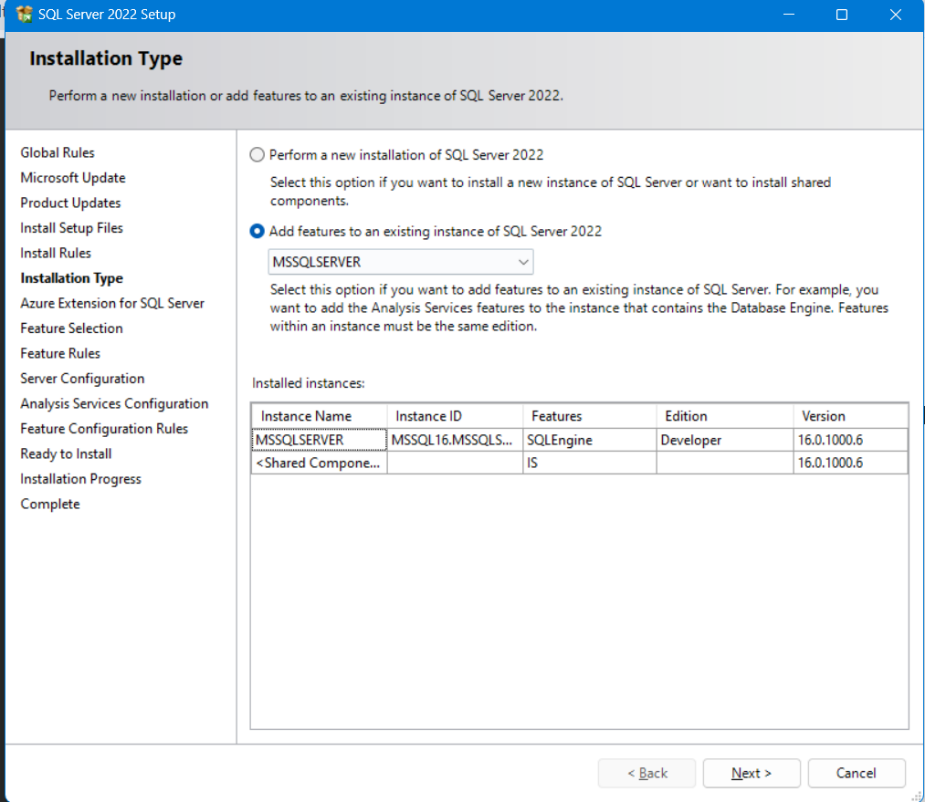 SQL Server 2022 Setup
Installation Type
Perform a new installation or add features to an existing instance of SQL Server 2022.
Global Rules
Microsoft Update
Product Updates
Install Setup Files
Install Rules
Installation Type
Azure Extension for SQL Server
Feature Selection
Feature Rules
Server Configuration
Analysis Services Configuration
Feature Configuration Rules
Ready to Install
Installation Progress
Complete
Perform a new installation of SQL Server 2022
Select this option if you want to install a new instance of SQL Server or want to install shared
components.
Add features to an existing instance of SQL Server 2022
MSSQLSERVER
Select this option if you want to add features to an existing instance of SQL Server. For example, you
want to add the Analysis Services features to the instance that contains the Database Engine. Features
within an instance must be the same edition.
Installed instances:
Instance Name Instance ID Features Edition Version
MSSQLSERVER MSSQL16.MSSQLS... SQLEngine Developer 16.0.1000.6
<Shared Compone... IS 16.0.1000.6
< Back Next > Cancel